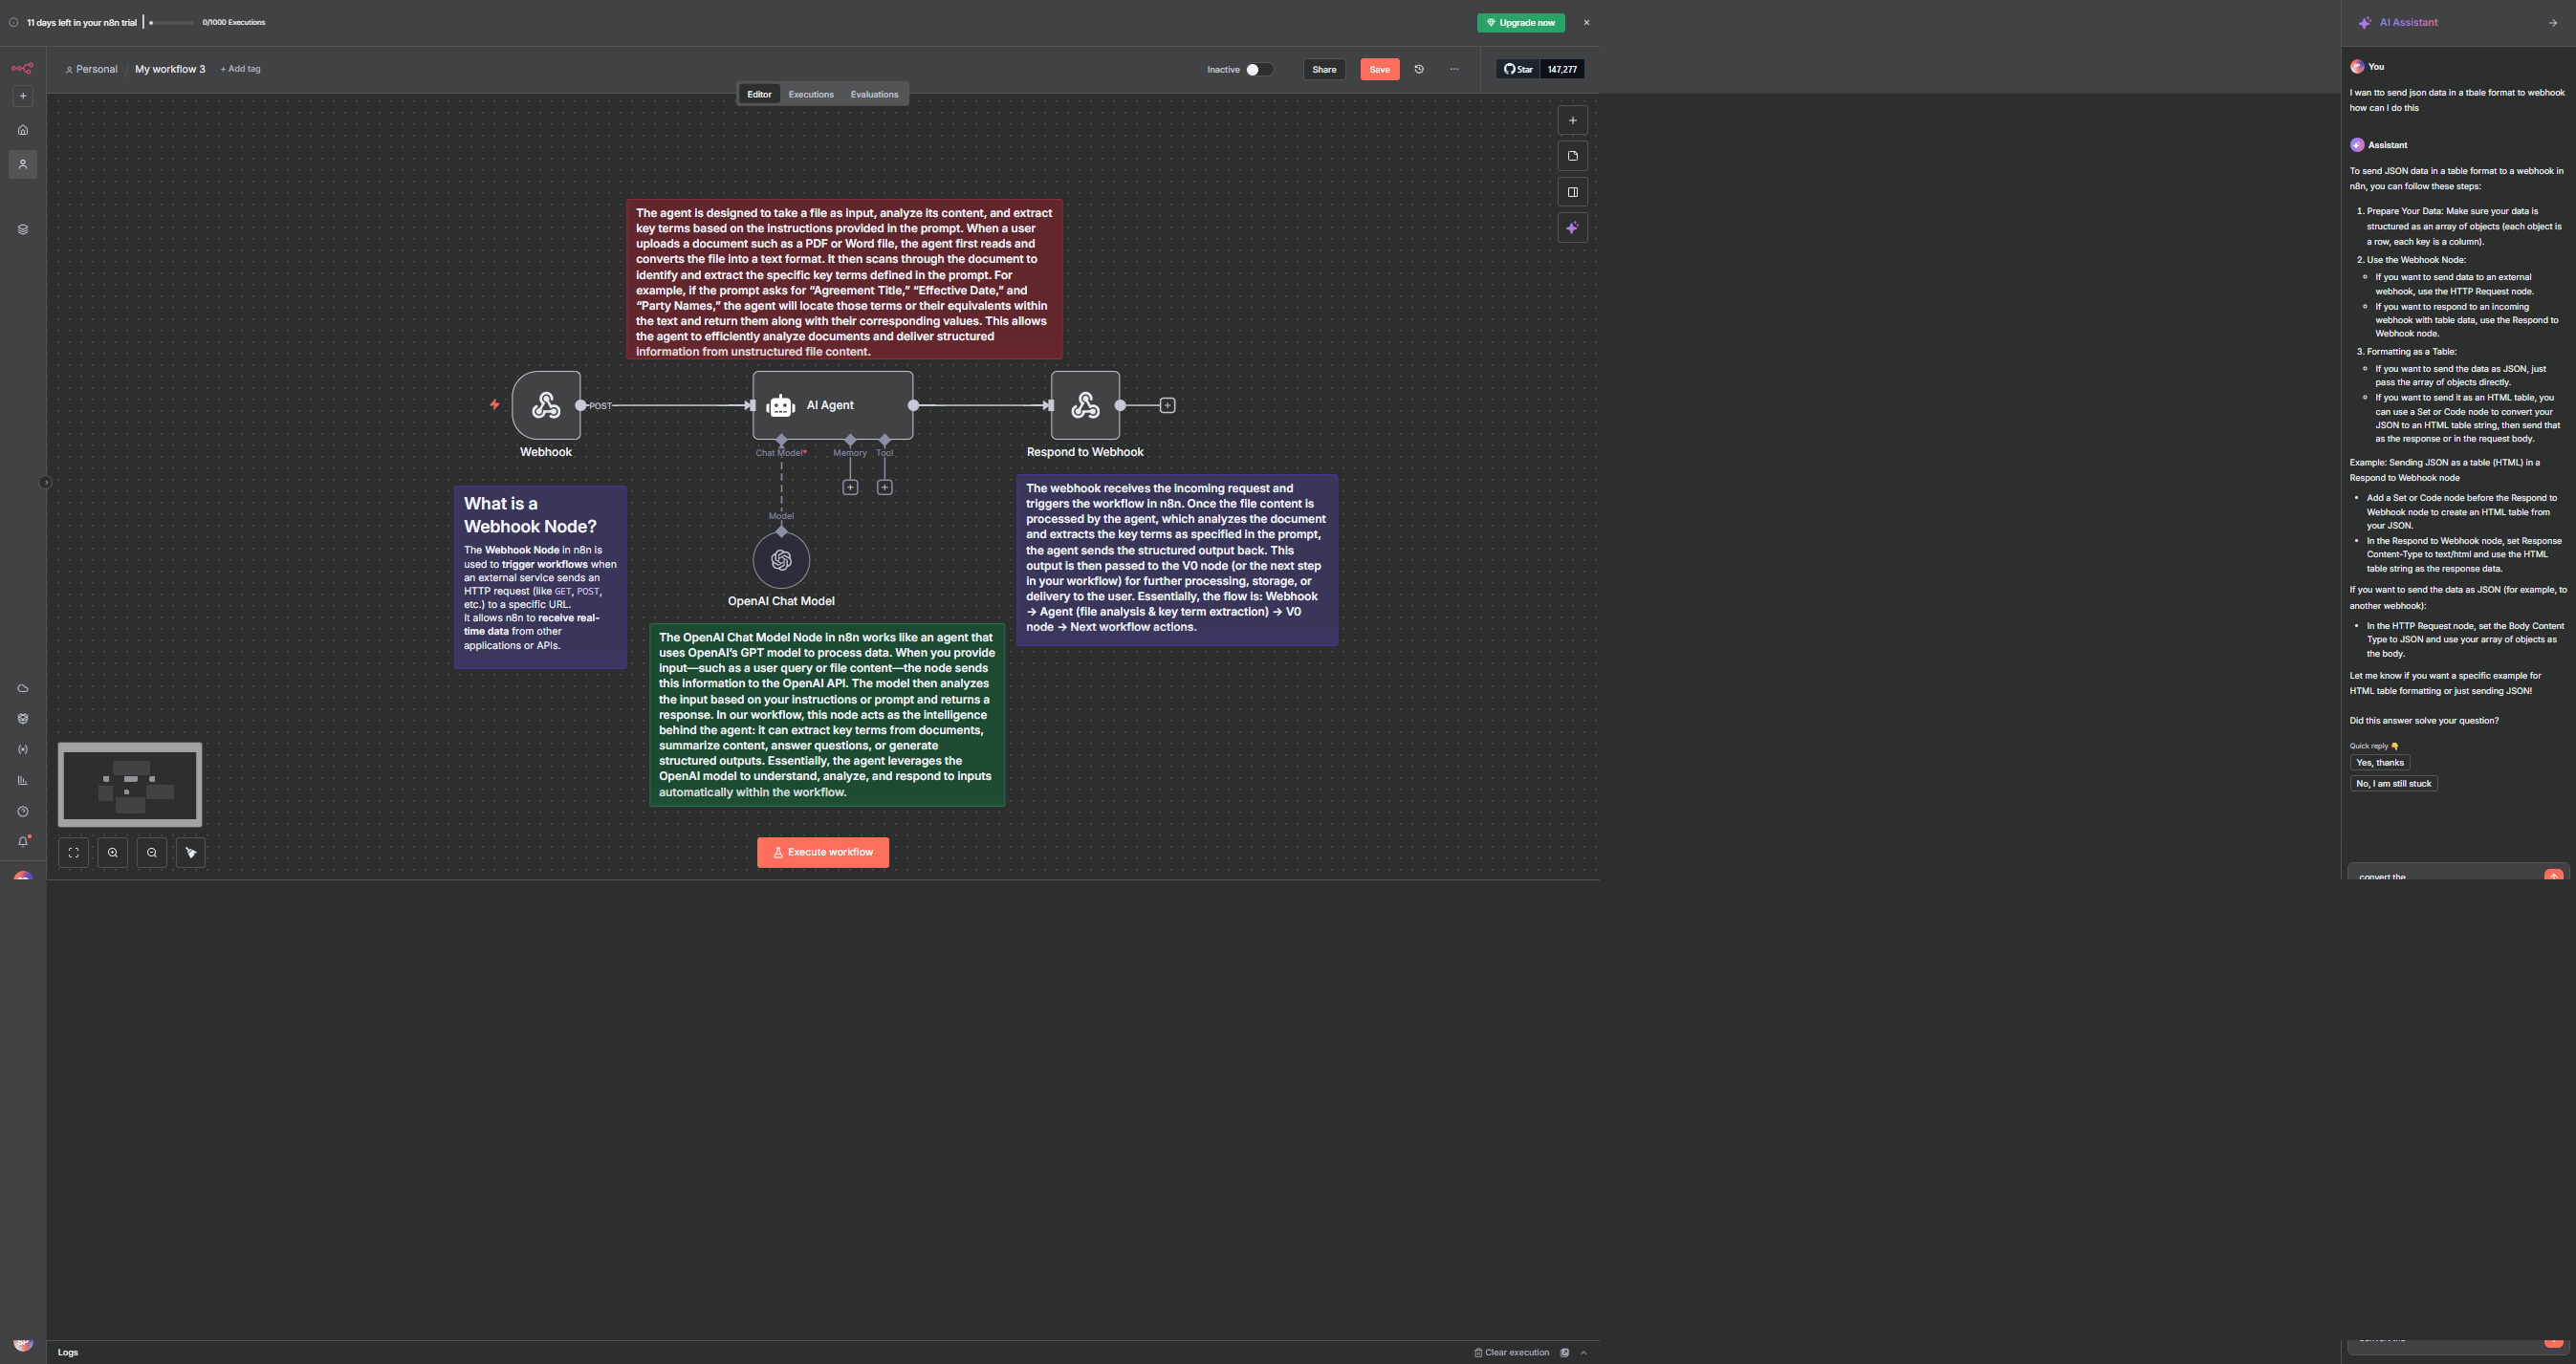 11 days left in your n8n trial
0/1000 Executions
Upgrade now
AI Assistant
Personal / My workflow 3 + Add tag
Inactive
Share
Save
Star 147,277
Editor Executions Evaluations
The agent is designed to take a file as input, analyze its content, and extract
key terms based on the instructions provided in the prompt. When a user
uploads a document such as a PDF or Word file, the agent first reads and
converts the file into a text format. It then scans through the document to
identify and extract the specific key terms defined in the prompt. For
example, if the prompt asks for “Agreement Title,” “Effective Date,” and
“Party Names,” the agent will locate those terms or their equivalents within
the text and return them along with their corresponding values. This allows
the agent to efficiently analyze documents and deliver structured
information from unstructured file content.
POST
AI Agent
Webhook
Chat Model*
Memory
Tool
Respond to Webhook
Model
OpenAI Chat Model
What is a
Webhook Node?
The Webhook Node in n8n is
used to trigger workflows when
an external service sends an
HTTP request (like GET, POST,
etc.) to a specific URL.
It allows n8n to receive real-
time data from other
applications or APIs.
The OpenAI Chat Model Node in n8n works like an agent that
uses OpenAI’s GPT model to process data. When you provide
input—such as a user query or file content—the node sends
this information to the OpenAI API. The model then analyzes
the input based on your instructions or prompt and returns a
response. In our workflow, this node acts as the intelligence
behind the agent: it can extract key terms from documents,
summarize content, answer questions, or generate
structured outputs. Essentially, the agent leverages the
OpenAI model to understand, analyze, and respond to inputs
automatically within the workflow.
The webhook receives the incoming request and
triggers the workflow in n8n. Once the file content is
processed by the agent, which analyzes the document
and extracts the key terms as specified in the prompt,
the agent sends the structured output back. This
output is then passed to the V0 node (or the next step
in your workflow) for further processing, storage, or
delivery to the user. Essentially, the flow is: Webhook
→ Agent (file analysis & key term extraction) → V0
node → Next workflow actions.
Execute workflow
You
I wan tto send json data in a tbale format to webhook
how can I do this
Assistant
To send JSON data in a table format to a webhook in
n8n, you can follow these steps:
1. Prepare Your Data: Make sure your data is
structured as an array of objects (each object is
a row, each key is a column).
2. Use the Webhook Node:
If you want to send data to an external
webhook, use the HTTP Request node.
If you want to respond to an incoming
webhook with table data, use the Respond to
Webhook node.
3. Formatting as a Table:
If you want to send the data as JSON, just
pass the array of objects directly.
If you want to send it as an HTML table, you
can use a Set or Code node to convert your
JSON to an HTML table string, then send that
as the response or in the request body.
Example: Sending JSON as a table (HTML) in a
Respond to Webhook node
Add a Set or Code node before the Respond to
Webhook node to create an HTML table from
your JSON.
In the Respond to Webhook node, set Response
Content-Type to text/html and use the HTML
table string as the response data.
If you want to send the data as JSON (for example, to
another webhook):
In the HTTP Request node, set the Body Content
Type to JSON and use your array of objects as
the body.
Let me know if you want a specific example for
HTML table formatting or just sending JSON!
Did this answer solve your question?
Quick reply
Yes, thanks
No, I am still stuck
convert the
Logs
Clear execution